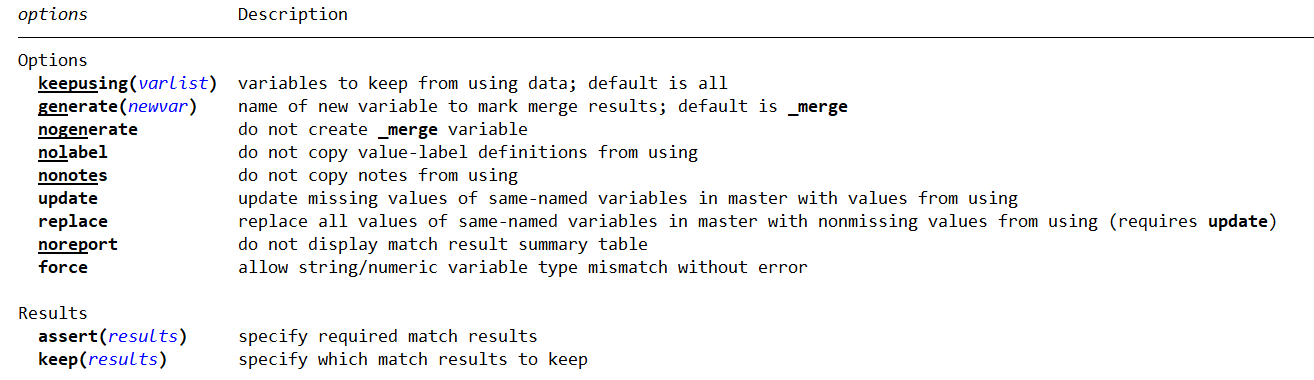 options Description
Options
keepusing(varlist) variables to keep from using data; default is all
generate(newvar) name of new variable to mark merge results; default is _merge
nogenerate do not create _merge variable
nolabel do not copy value-label definitions from using
nonotes do not copy notes from using
update update missing values of same-named variables in master with values from using
replace replace all values of same-named variables in master with nonmissing values from using (requires update)
noreport do not display match result summary table
force allow string/numeric variable type mismatch without error
Results
assert(results) specify required match results
keep(results) specify which match results to keep